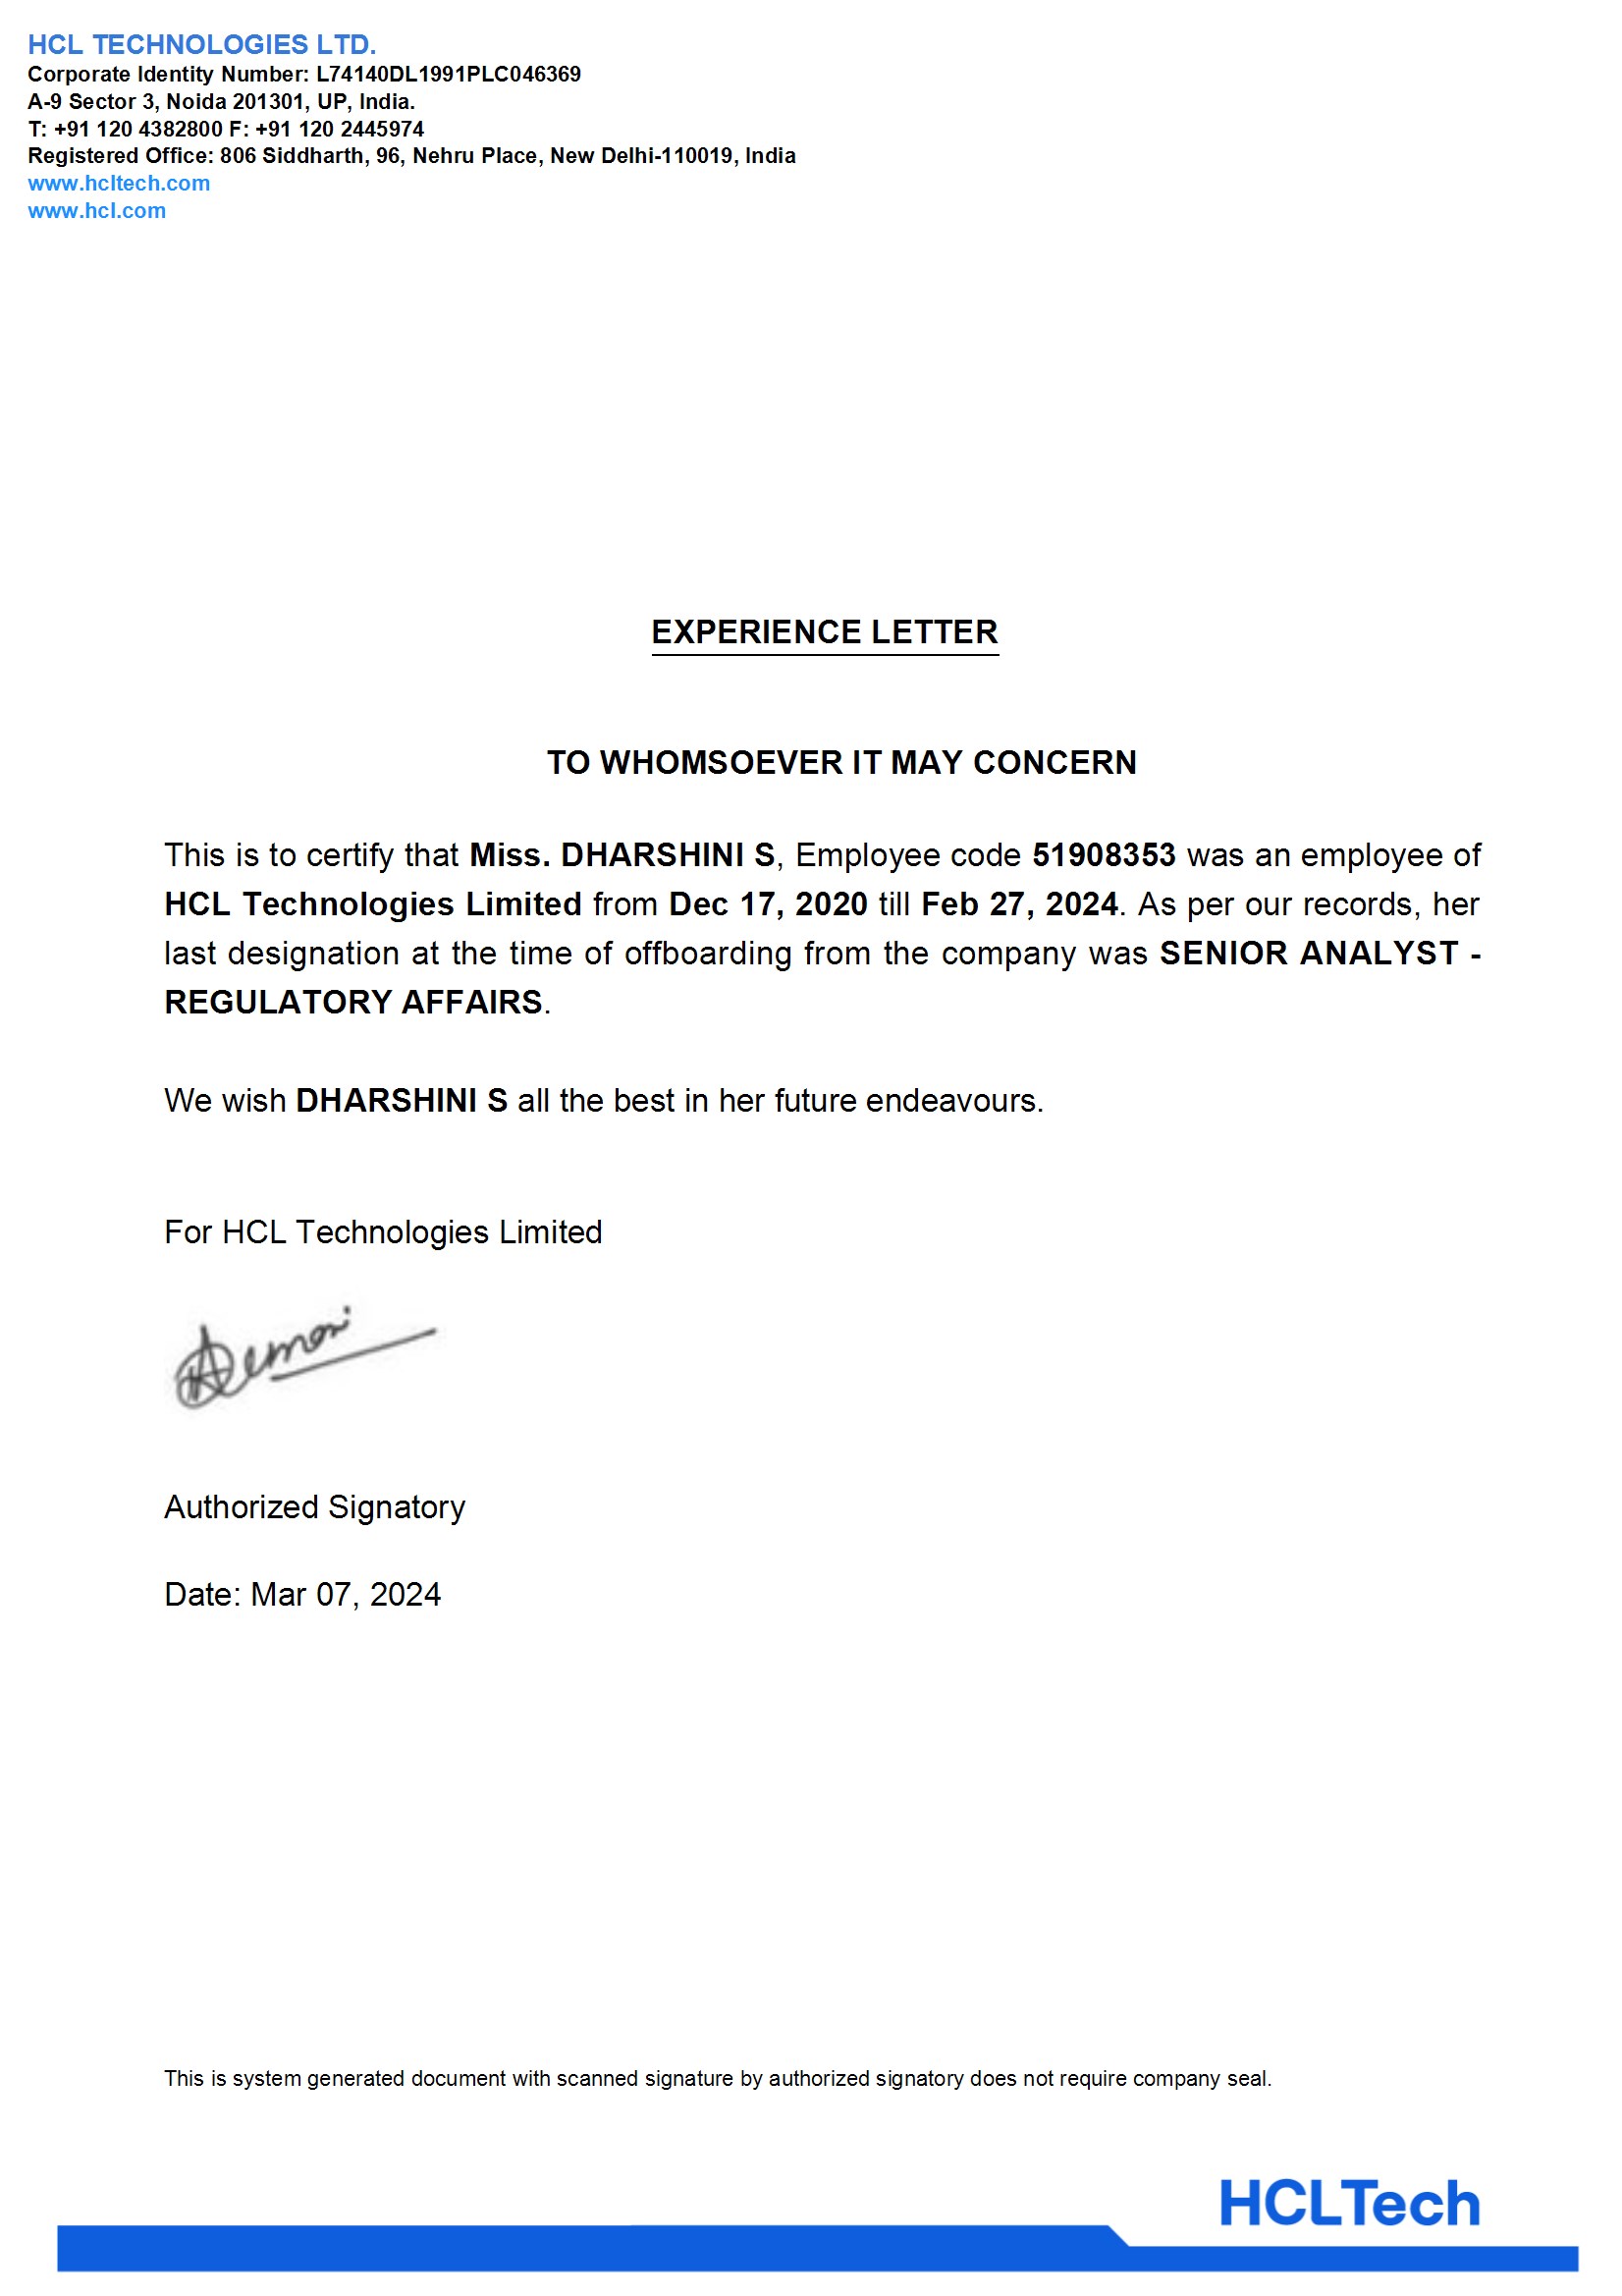 HCL TECHNOLOGIES LTD.
Corporate Identity Number: L74140DL1991PLC046369
A-9 Sector 3, Noida 201301, UP, India.
T: +91 120 4382800 F: +91 120 2445974
Registered Office: 806 Siddharth, 96, Nehru Place, New Delhi-110019, India
www.hcltech.com
www.hcl.com
EXPERIENCE LETTER
TO WHOMSOEVER IT MAY CONCERN
This is to certify that Miss. DHARSHINI S, Employee code 51908353 was an employee of
HCL Technologies Limited from Dec 17, 2020 till Feb 27, 2024. As per our records, her
last designation at the time of offboarding from the company was SENIOR ANALYST -
REGULATORY AFFAIRS.
We wish DHARSHINI S all the best in her future endeavours.
For HCL Technologies Limited
Authorized Signatory
Date: Mar 07, 2024
This is system generated document with scanned signature by authorized signatory does not require company seal.
HCLTech